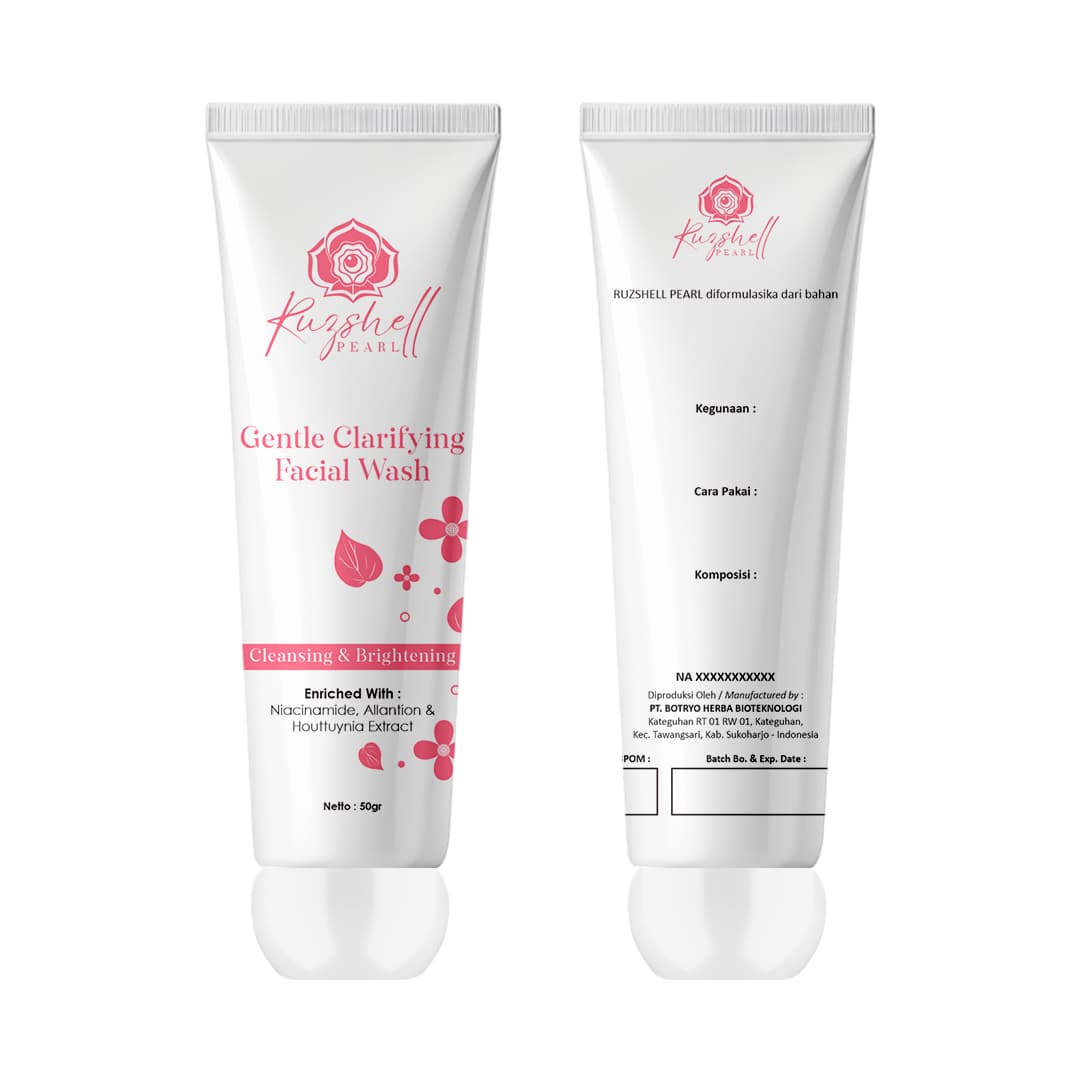 Ruzshell
PEARL
Gentle Clarifying
Facial Wash
Cleansing & Brightening
Enriched With :
Niacinamide, Allantion &
Houttuynia Extract
Netto : 50gr
Ruzshell
PEARL
RUZSHELL PEARL diformulasika dari bahan
Kegunaan :
Cara Pakai :
Komposisi :
NA XXXXXXXXXXX
Diproduksi Oleh / Manufactured by :
PT. BOTRYO HERBA BIOTEKNOLOGI
Kateguhan RT 01 RW 01, Kateguhan,
Kec. Tawangsari, Kab. Sukoharjo - Indonesia
POM :
Batch Bo. & Exp. Date :